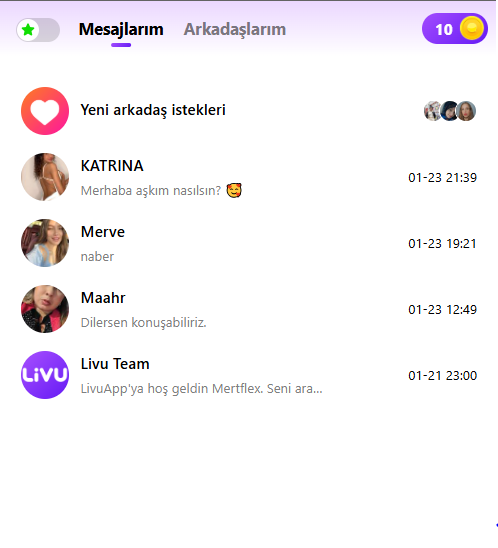 Mesajlarım Arkadaşlarım 10
Yeni arkadaş istekleri
KATRINA
Merhaba aşkım nasılsın? 🥰
01-23 21:39
Merve
naber
01-23 19:21
Maahr
Dilersen konuşabiliriz.
01-23 12:49
LiVU
Livu Team
LivuApp'ya hoş geldin Mertflex. Seni ara...
01-21 23:00